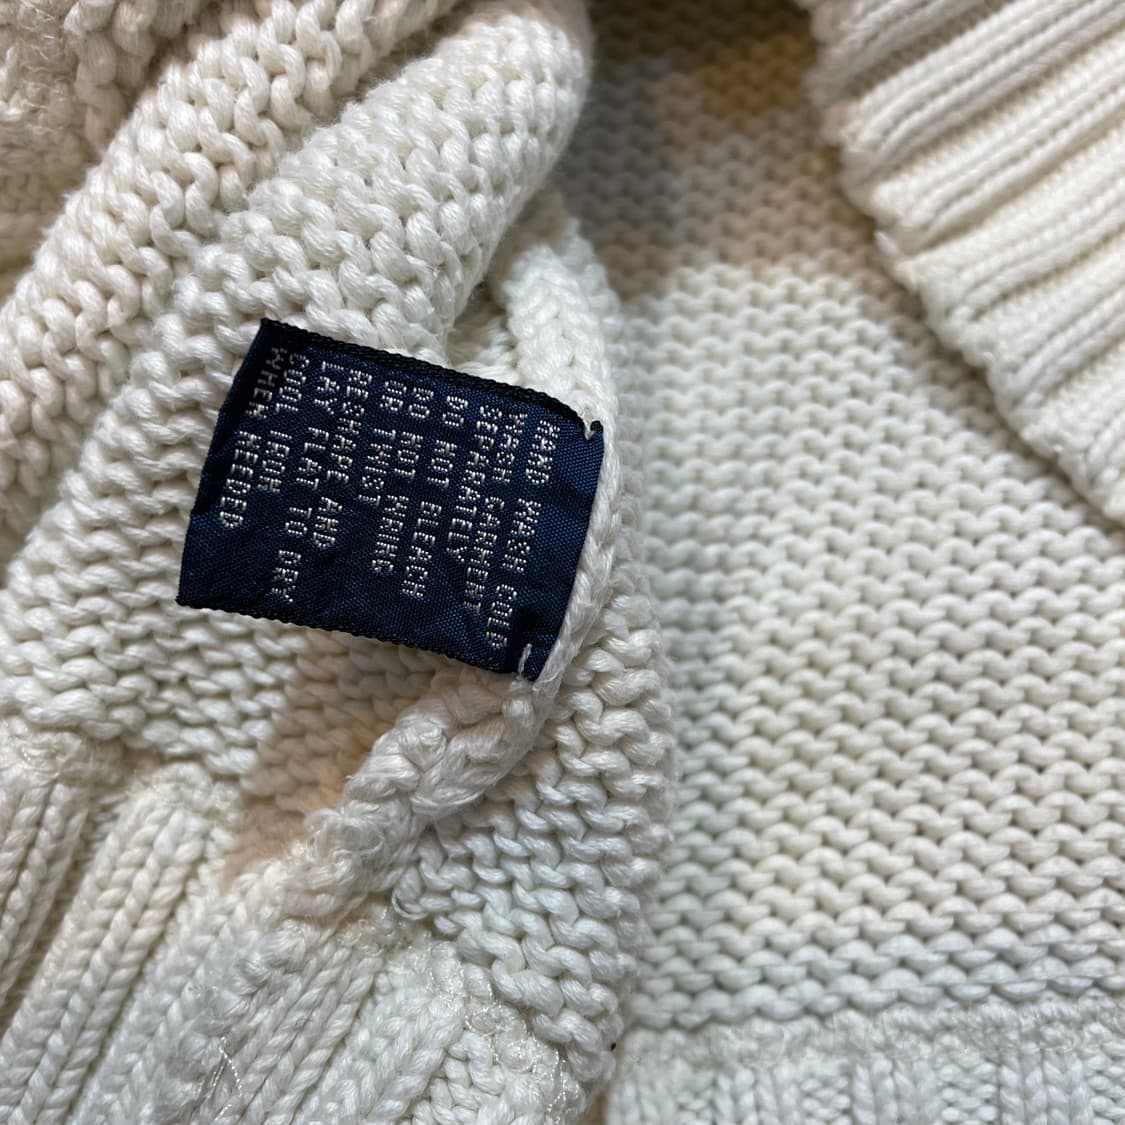 HAND WASH COLD
WASH GARMENT
SEPARATELY
DO NOT BLEACH
DO NOT WRING
OR TWIST
RESHAPE AND
LAY FLAT TO DRY
COOL IRON
WHEN NEEDED